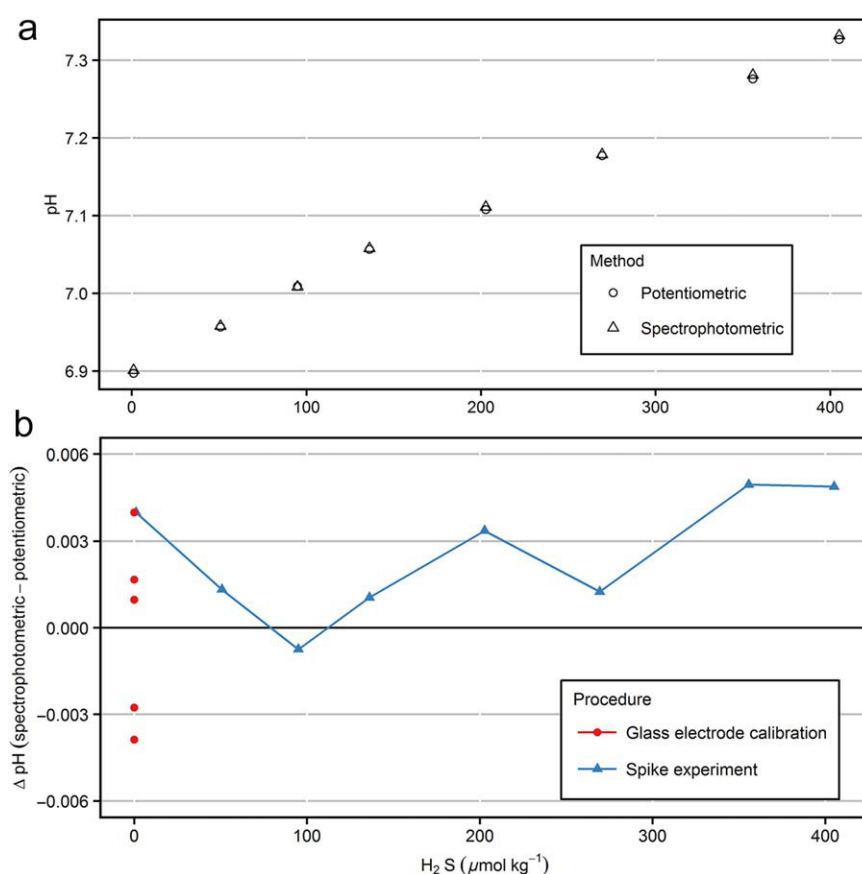 a
7.3
7.2
7.1
7.0
6.9
pH
Method
Potentiometric
Spectrophotometric
0
100
200
300
400
b
0.006
0.003
0.000
−0.003
−0.006
Δ pH (spectrophotometric − potentiometric)
Procedure
Glass electrode calibration
Spike experiment
0
100
200
300
400
H₂ S (μmol kg⁻¹)